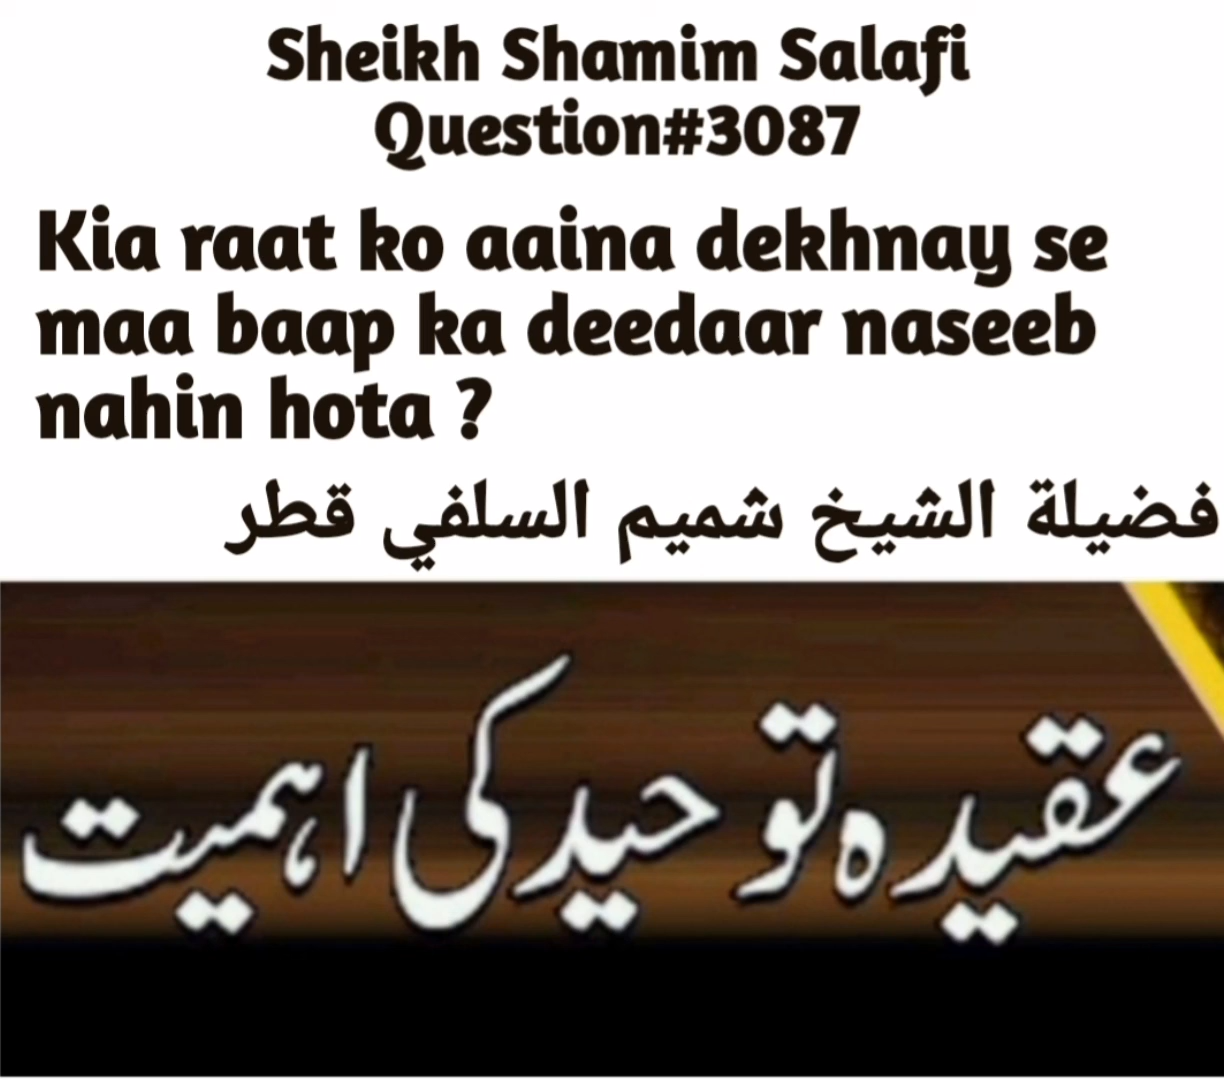 Sheikh Shamim Salafi
Question#3087
Kia raat ko aaina dekhnay se
maa baap ka deedaar naseeb
nahin hota ?
فضيلة الشيخ شميم السلفي قطر
عقیدہ توحید کی اہمیت